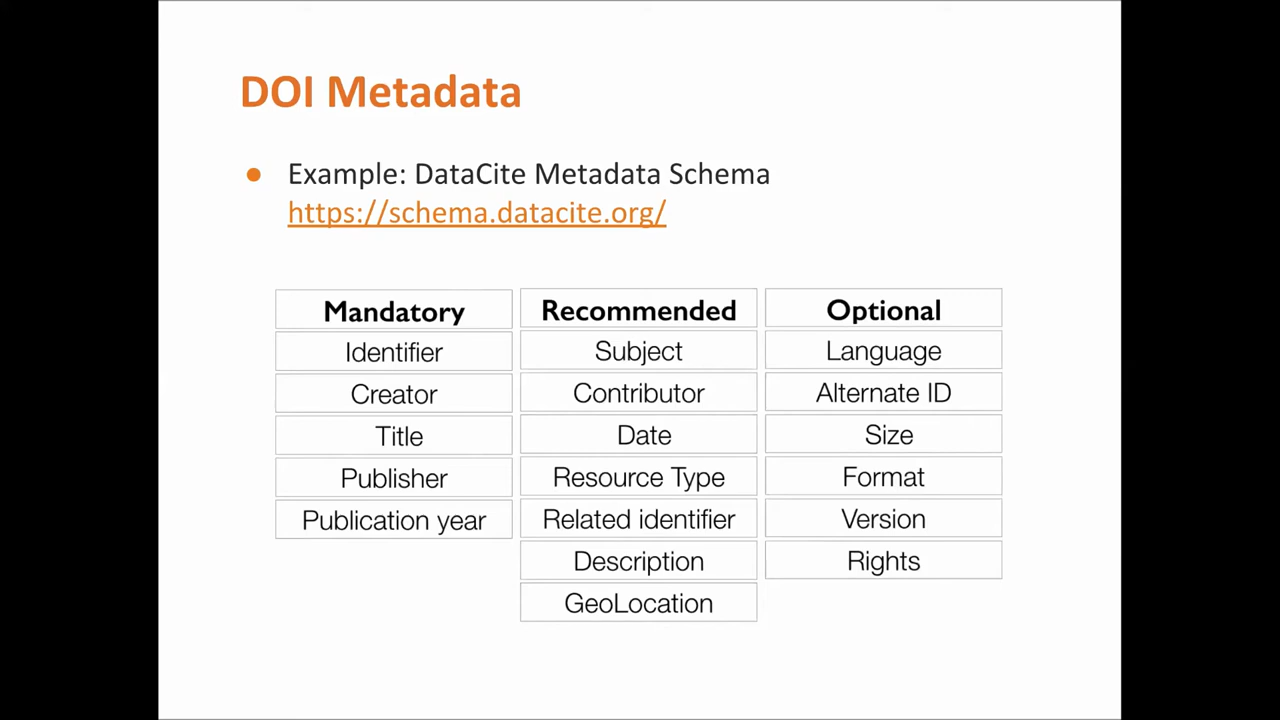 DOI Metadata
● Example: DataCite Metadata Schema
https://schema.datacite.org/
Mandatory Recommended Optional
Identifier Subject Language
Creator Contributor Alternate ID
Title Date Size
Publisher Resource Type Format
Publication year Related identifier Version
Description Rights
GeoLocation